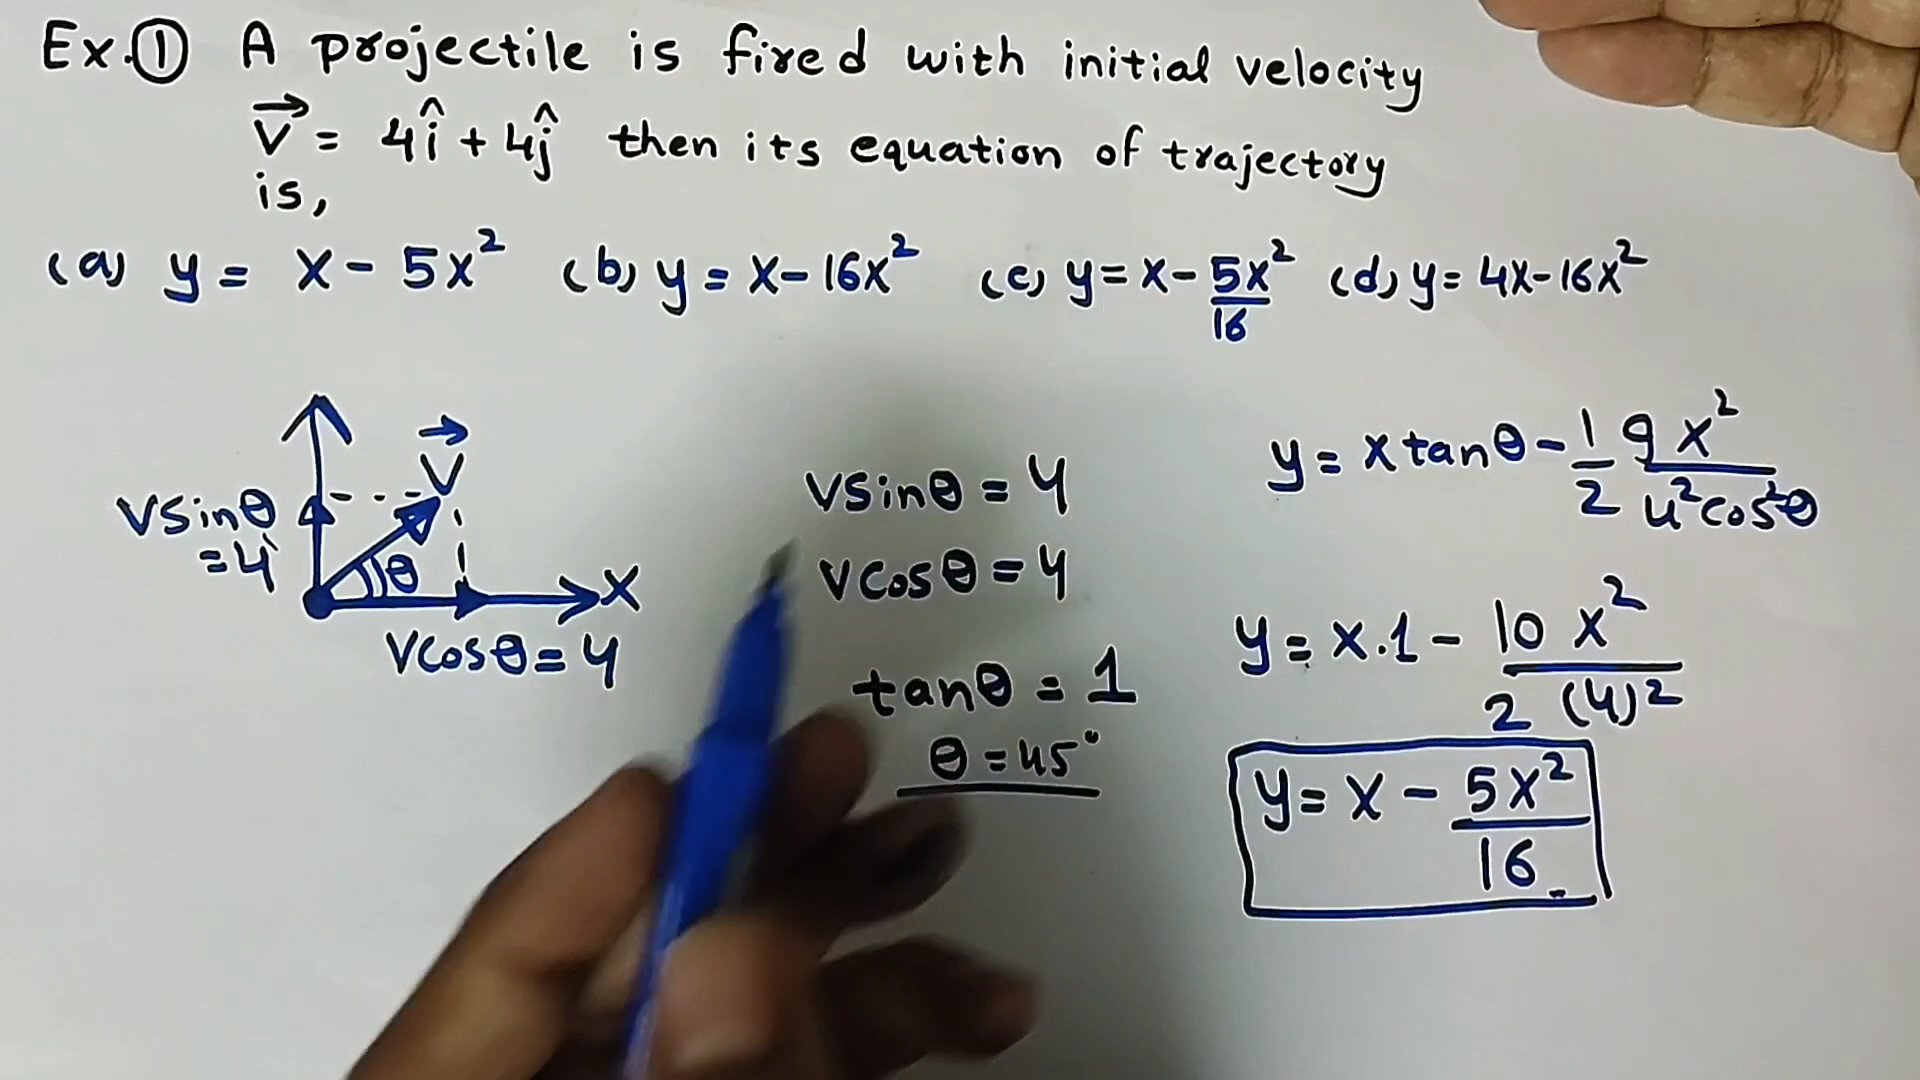 Ex.① A projectile is fired with initial velocity
V⃗ = 4î + 4ĵ then its equation of trajectory
is,
(a) y = x - 5x² (b) y = x - 16x² (c) y = x - 5x²/16 (d) y = 4x - 16x²
V⃗
vsinθ
= 4
θ
X
Vcosθ = 4
vsinθ = 4
vcosθ = 4
tanθ = 1
θ = 45°
y = x tanθ - 1/2 gx²/u²cos²θ
y = x.1 - 10 x²/2 (4)²
y = x - 5x²/16